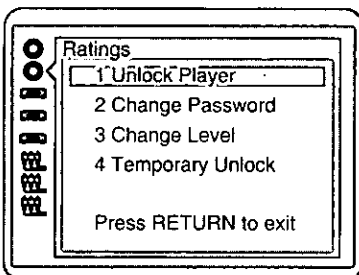 Ratings
1 Unlock Player
2 Change Password
3 Change Level
4 Temporary Unlock
Press RETURN to exit